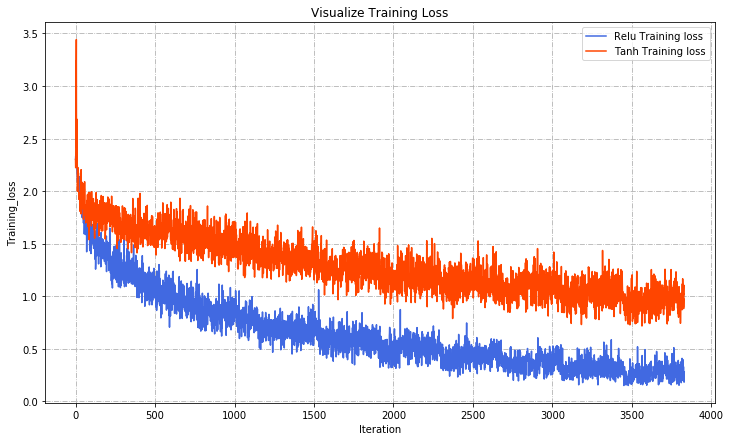 Visualize Training Loss
Relu Training loss
Tanh Training loss
3.5
3.0
2.5
2.0
1.5
1.0
0.5
0.0
Training_loss
0 500 1000 1500 2000 2500 3000 3500 4000
Iteration